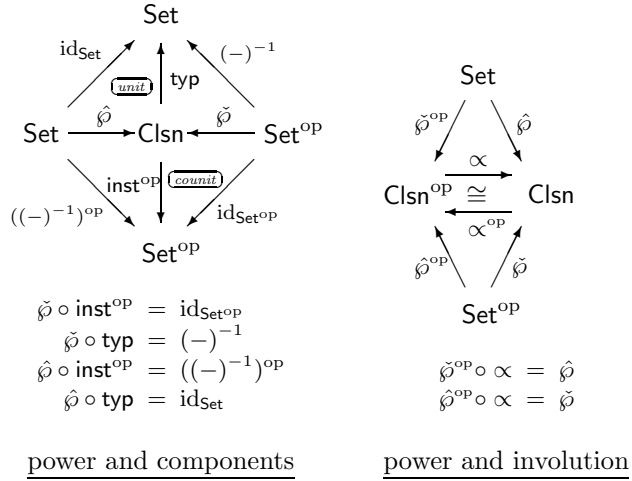 Set
id_Set (−)⁻¹
unit typ
℘̂ ℘̌
Set Clsn Set^op
inst^op counit
((−)⁻¹)^op id_Set^op
Set^op
℘̌ ∘ inst^op = id_Set^op
℘̌ ∘ typ = (−)⁻¹
℘̂ ∘ inst^op = ((−)⁻¹)^op
℘̂ ∘ typ = id_Set
power and components
Set
℘̌^op ℘̂
∝
Clsn^op ≅ Clsn
∝^op
℘̂^op ℘̌
Set^op
℘̌^op ∘ ∝ = ℘̂
℘̂^op ∘ ∝ = ℘̌
power and involution